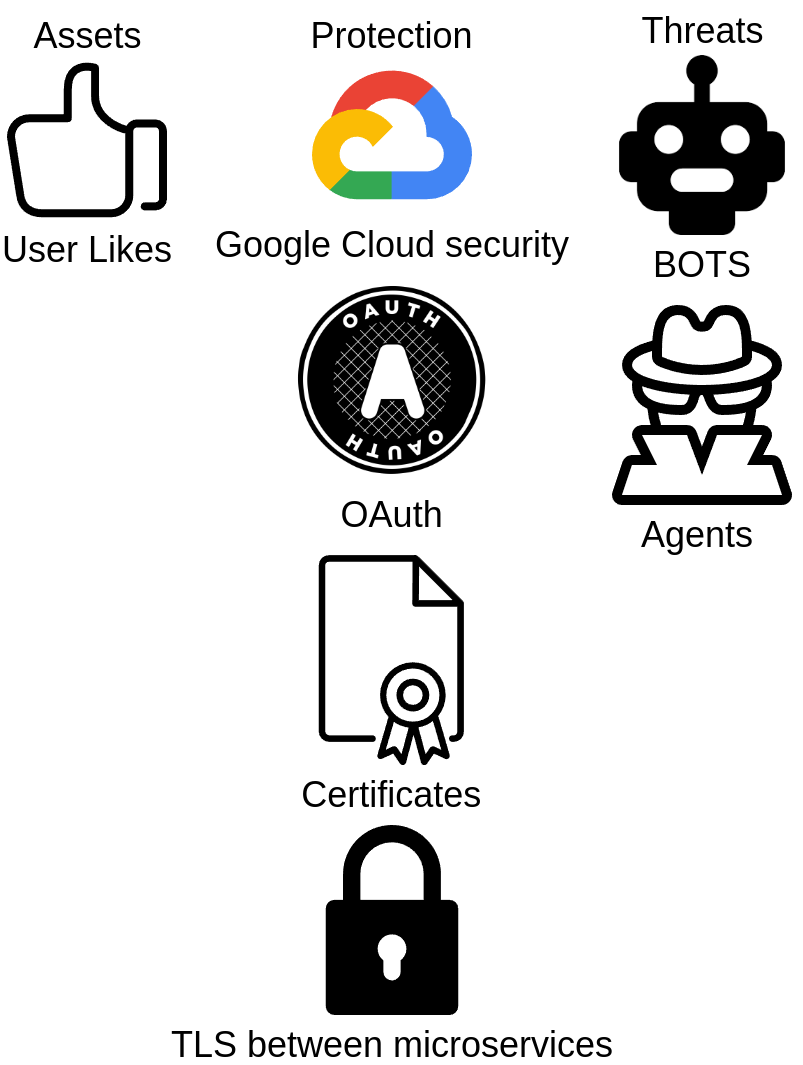 Assets
Protection
Threats
User Likes
Google Cloud security
BOTS
OAUTH
OAUTH
OAuth
Agents
Certificates
TLS between microservices